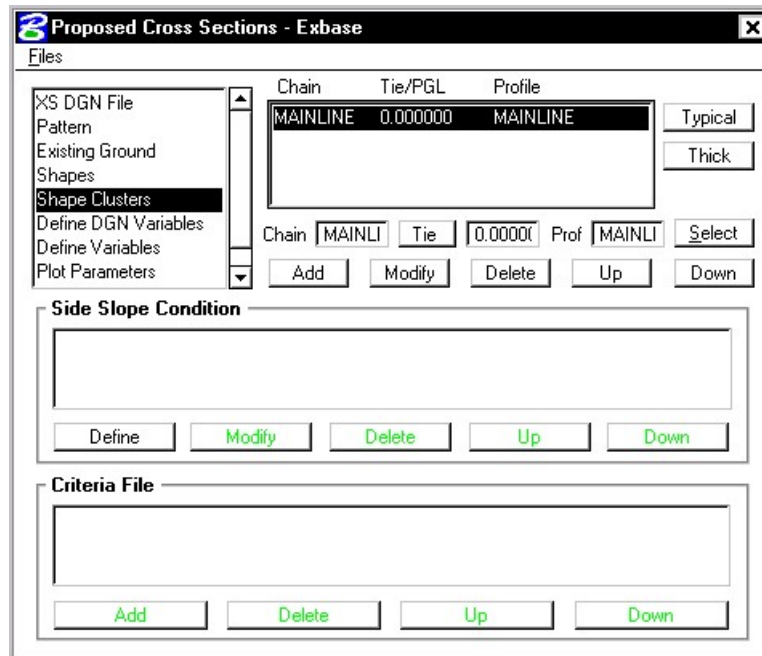 Proposed Cross Sections - Exbase
Files
XS DGN File
Pattern
Existing Ground
Shapes
Shape Clusters
Define DGN Variables
Define Variables
Plot Parameters
Chain Tie/PGL Profile
MAINLINE 0.000000 MAINLINE
Typical
Thick
Chain MAINLI Tie 0.0000( Prof MAINLI Select
Add Modify Delete Up Down
Side Slope Condition
Define Modify Delete Up Down
Criteria File
Add Delete Up Down